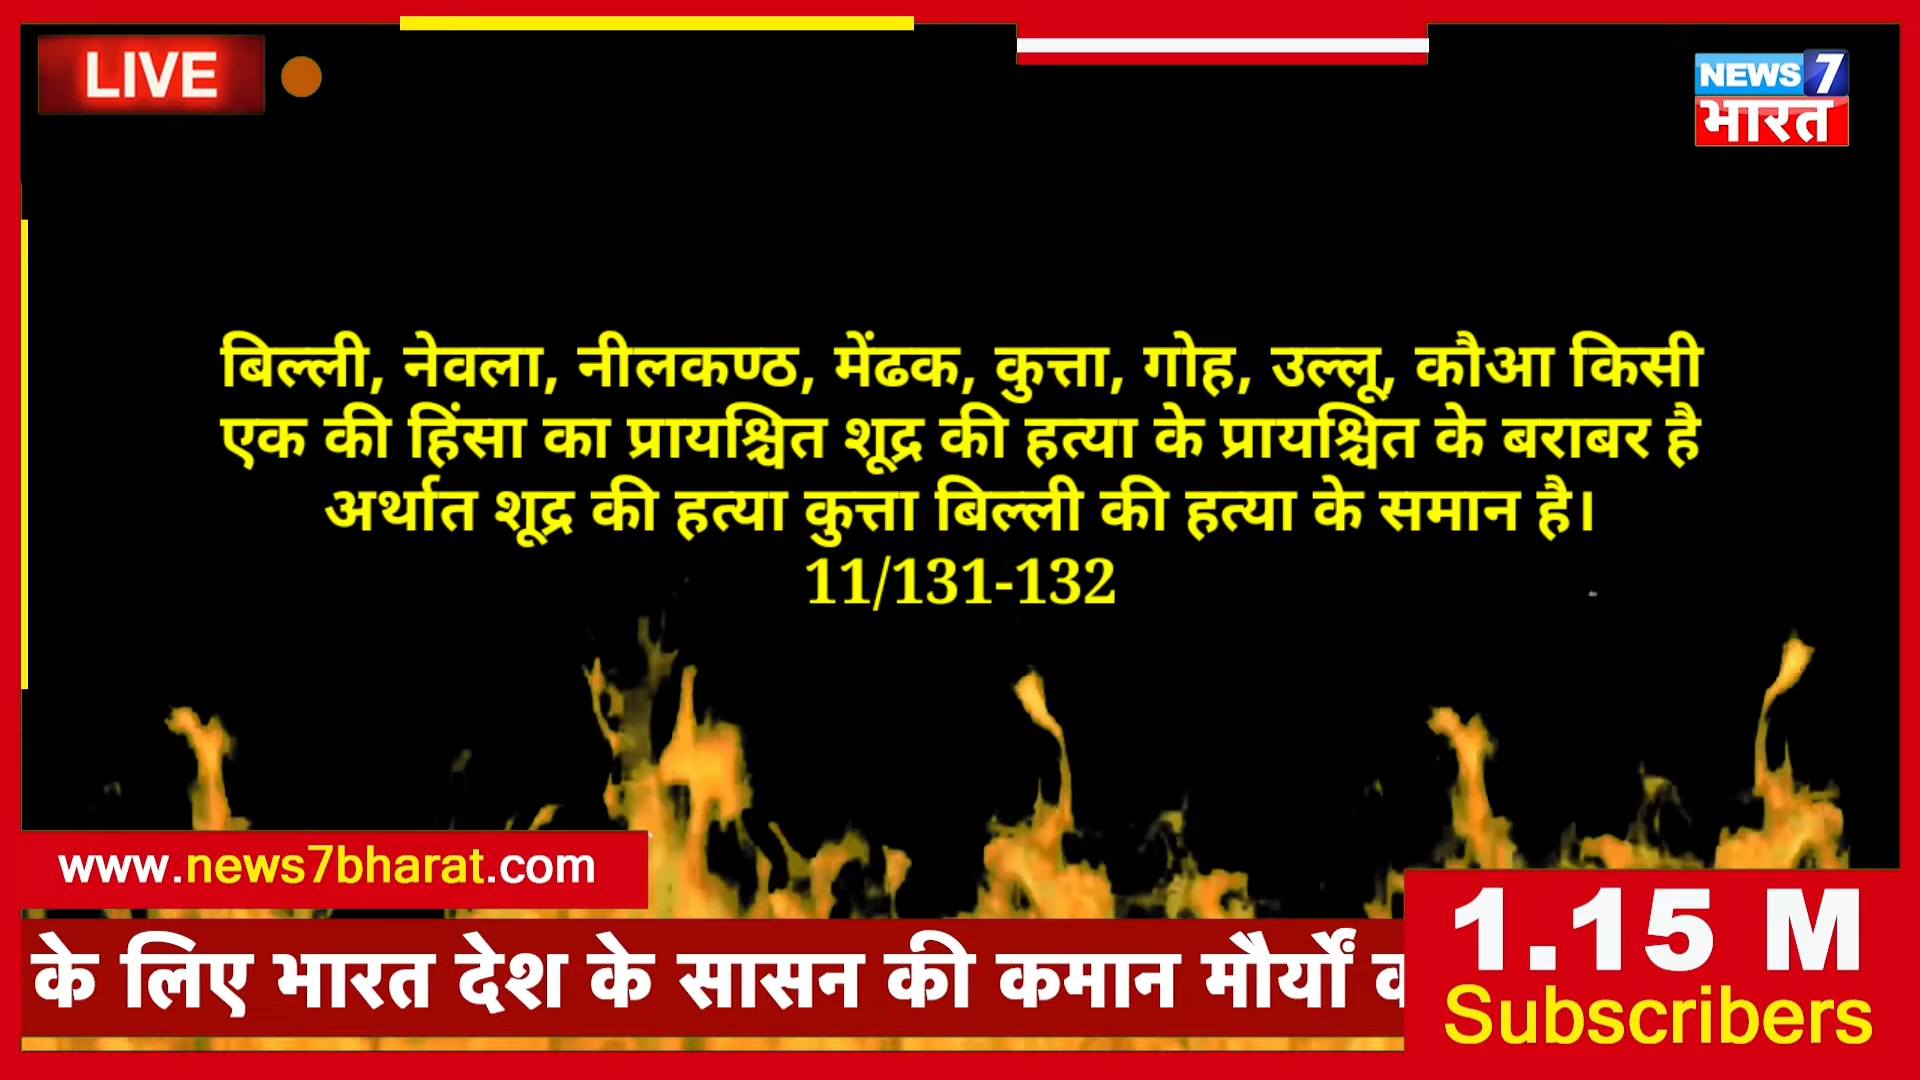 LIVE
NEWS 7
भारत
बिल्ली, नेवला, नीलकण्ठ, मेंढक, कुत्ता, गोह, उल्लू, कौआ किसी
एक की हिंसा का प्रायश्चित शूद्र की हत्या के प्रायश्चित के बराबर है
अर्थात शूद्र की हत्या कुत्ता बिल्ली की हत्या के समान है।
11/131-132
www.news7bharat.com
के लिए भारत देश के सासन की कमान मौर्यों
1.15 M
Subscribers